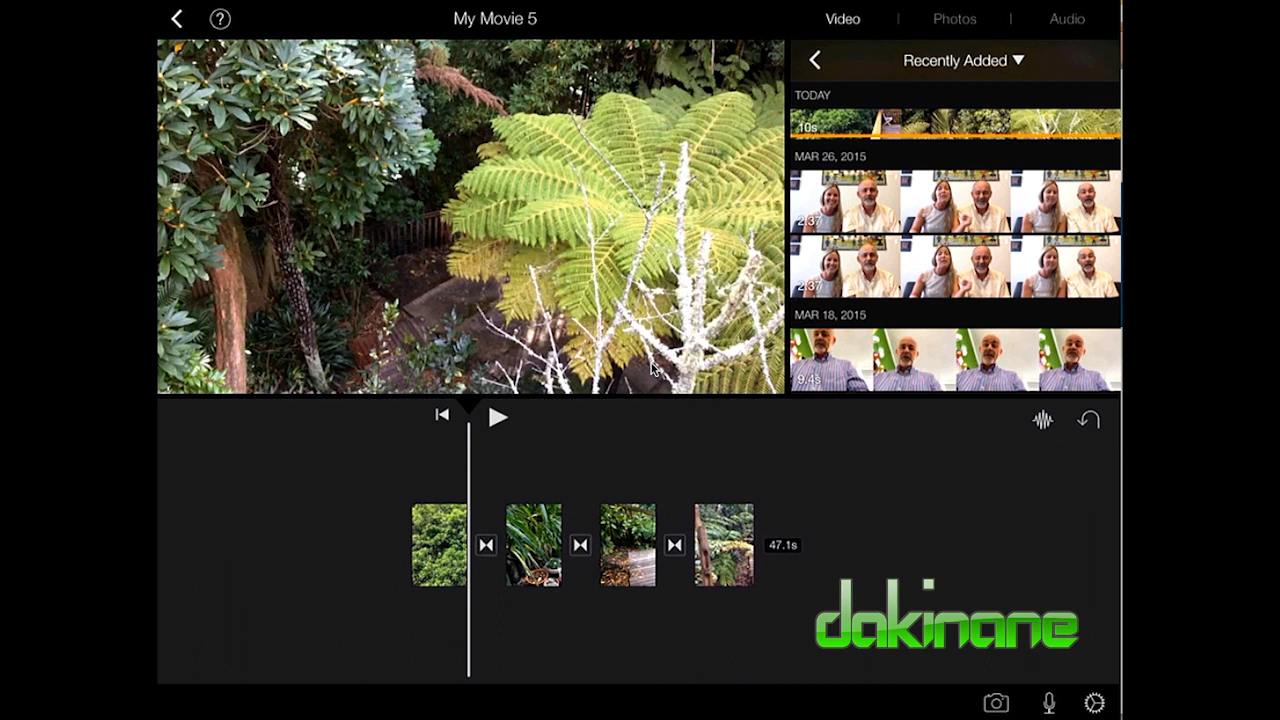 My Movie 5
Video
Photos
Audio
Recently Added
TODAY
10s
MAR 26, 2015
2:37
2:37
MAR 18, 2015
9.4s
47.1s
dakinane